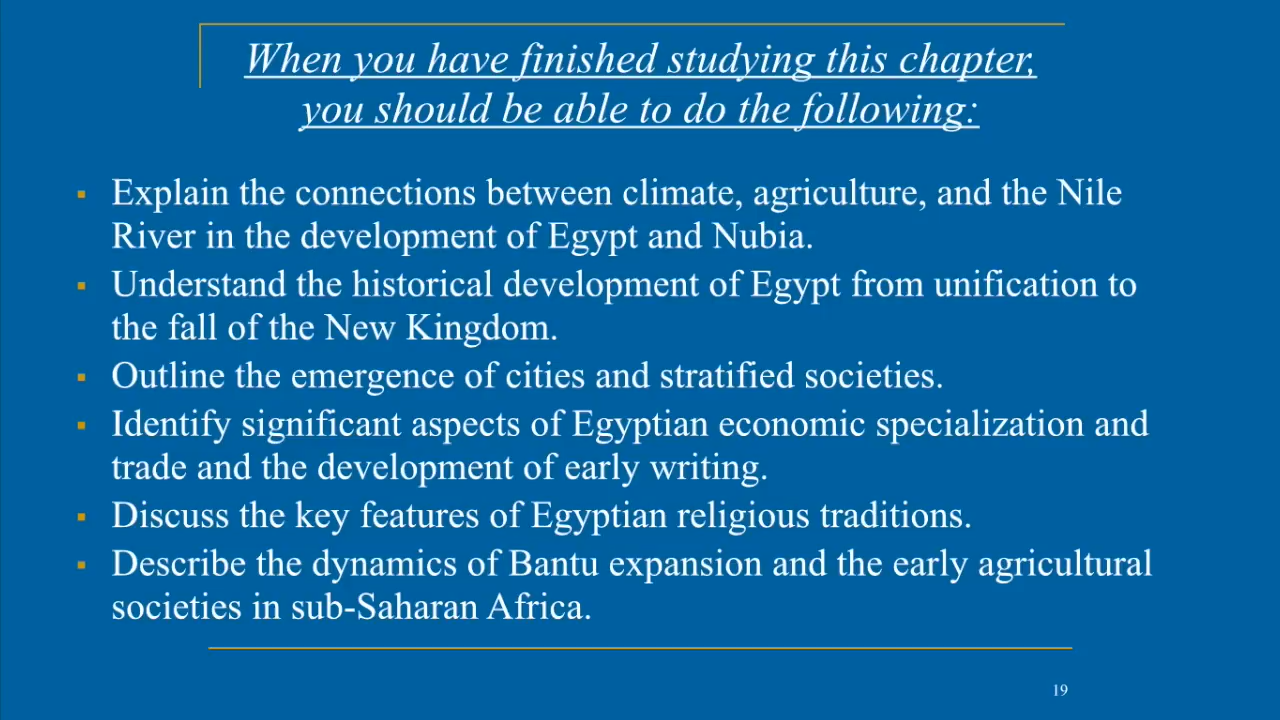 When you have finished studying this chapter,
you should be able to do the following:
▪ Explain the connections between climate, agriculture, and the Nile
River in the development of Egypt and Nubia.
▪ Understand the historical development of Egypt from unification to
the fall of the New Kingdom.
▪ Outline the emergence of cities and stratified societies.
▪ Identify significant aspects of Egyptian economic specialization and
trade and the development of early writing.
▪ Discuss the key features of Egyptian religious traditions.
▪ Describe the dynamics of Bantu expansion and the early agricultural
societies in sub-Saharan Africa.
19